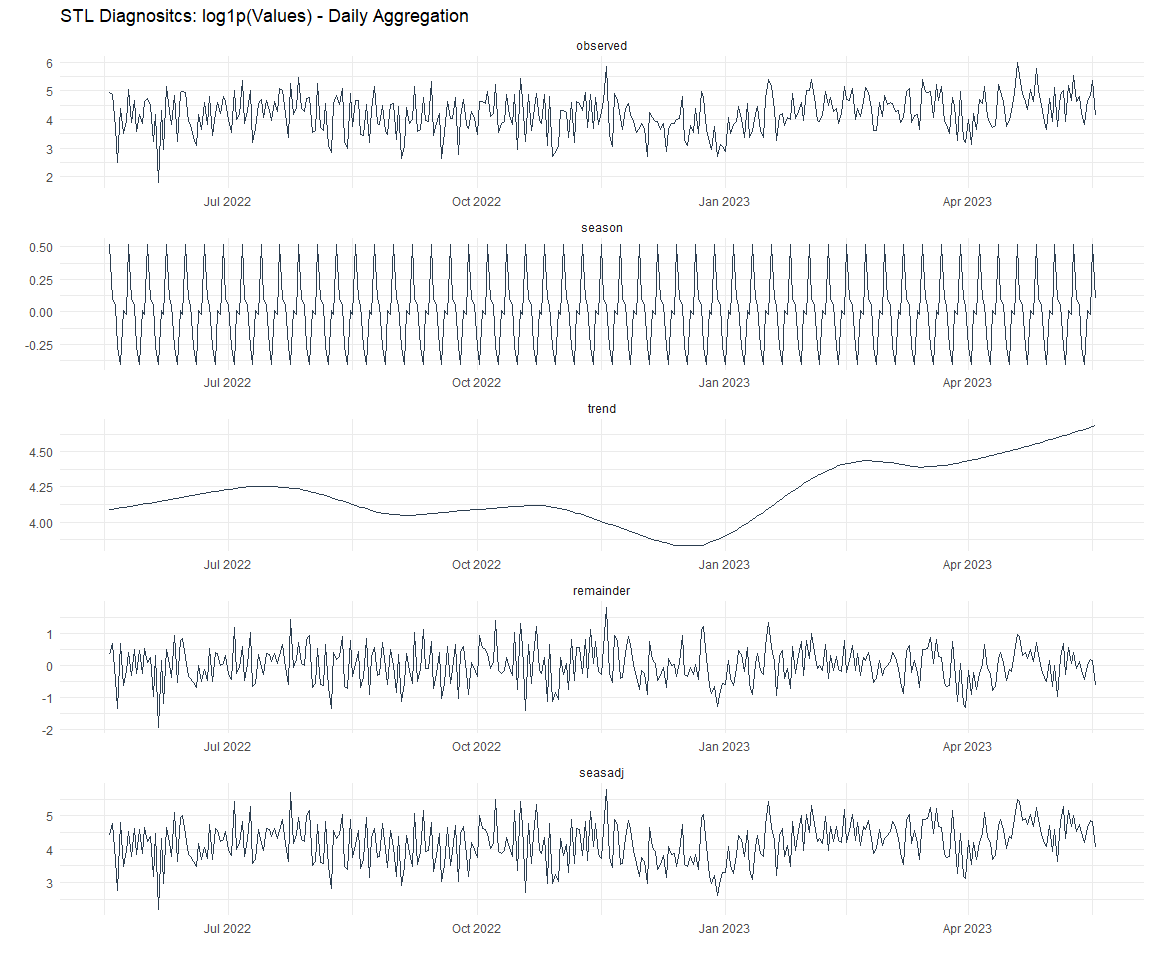 STL Diagnositcs: log1p(Values) - Daily Aggregation
observed
6
5
4
3
2
Jul 2022 Oct 2022 Jan 2023 Apr 2023
season
0.50
0.25
0.00
-0.25
Jul 2022 Oct 2022 Jan 2023 Apr 2023
trend
4.50
4.25
4.00
Jul 2022 Oct 2022 Jan 2023 Apr 2023
remainder
1
0
-1
-2
Jul 2022 Oct 2022 Jan 2023 Apr 2023
seasadj
5
4
3
Jul 2022 Oct 2022 Jan 2023 Apr 2023